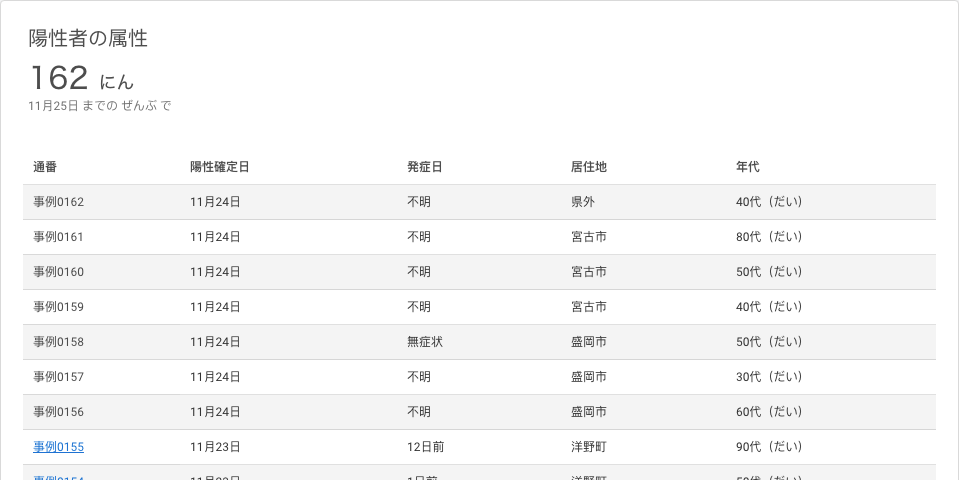 陽性者の属性
162 にん
11月25日 までの ぜんぶ で
通番 陽性確定日 発症日 居住地 年代
事例0162 11月24日 不明 県外 40代（だい）
事例0161 11月24日 不明 宮古市 80代（だい）
事例0160 11月24日 不明 宮古市 50代（だい）
事例0159 11月24日 不明 宮古市 40代（だい）
事例0158 11月24日 無症状 盛岡市 50代（だい）
事例0157 11月24日 不明 盛岡市 30代（だい）
事例0156 11月24日 不明 盛岡市 60代（だい）
事例0155 11月23日 12日前 洋野町 90代（だい）